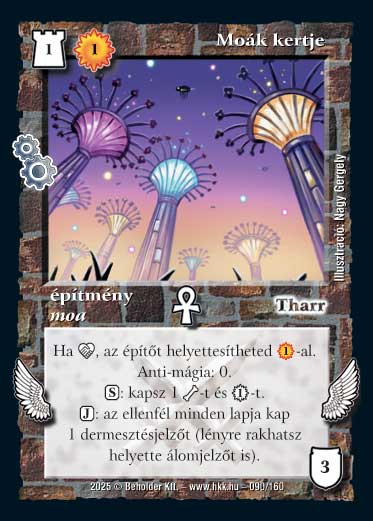 1 1 Moák kertje
Illusztráció: Nagy Gergely
építmény Tharr
moa
Ha , az építőt helyettesítheted 1-al.
Anti-mágia: 0.
S: kapsz 1 -t és 1-t.
J: az ellenfél minden lapja kap
1 dermesztésjelzőt (lényre rakhatsz
helyette álomjelzőt is).
3
2025 © Beholder Kft. – www.hkk.hu – 090/160